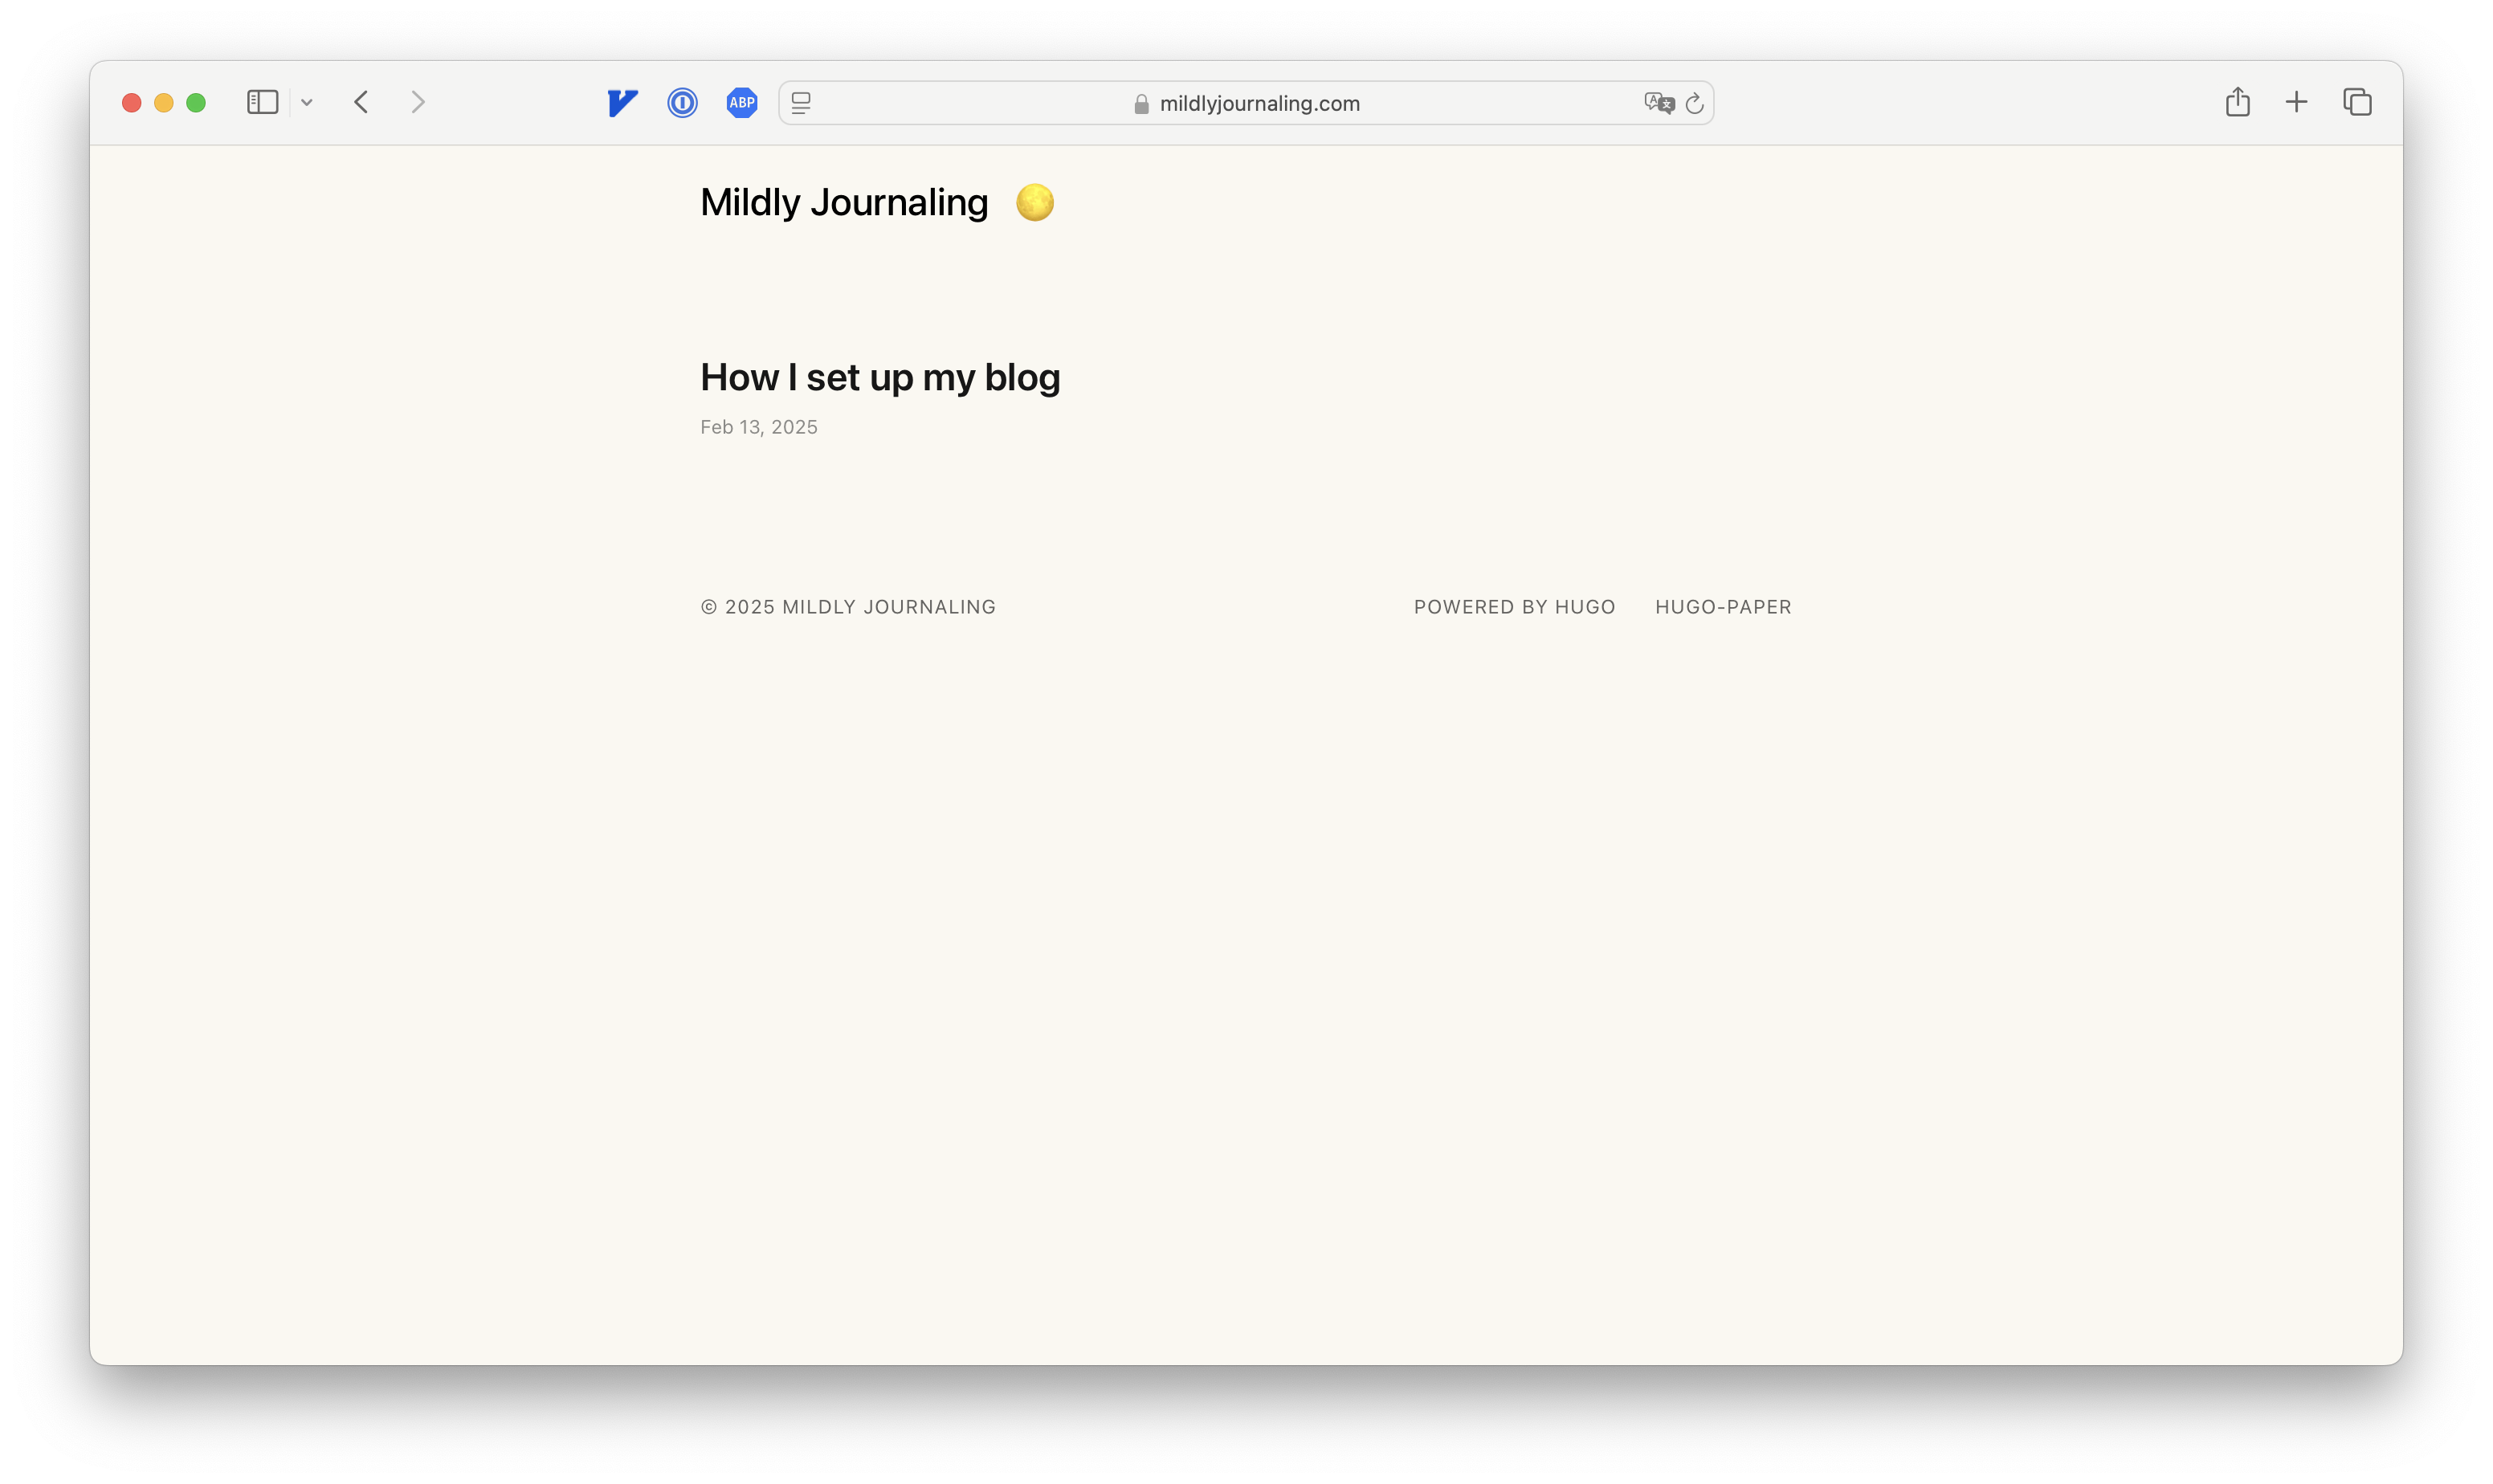 ABP
mildlyjournaling.com
Mildly Journaling
How I set up my blog
Feb 13, 2025
© 2025 MILDLY JOURNALING
POWERED BY HUGO HUGO-PAPER